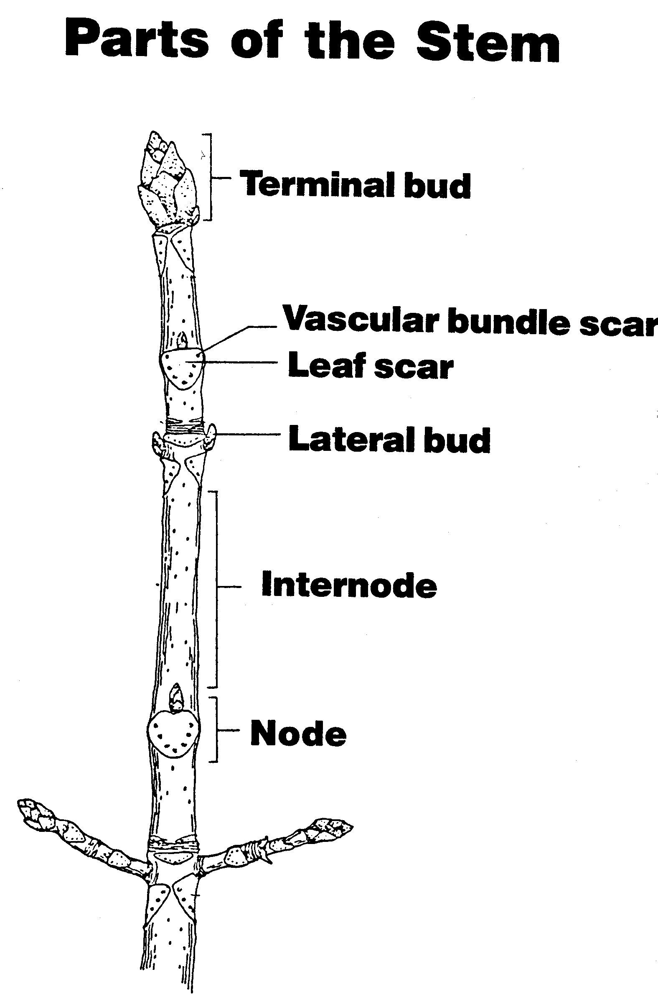 Parts of the Stem
Terminal bud
Vascular bundle scar
Leaf scar
Lateral bud
Internode
Node